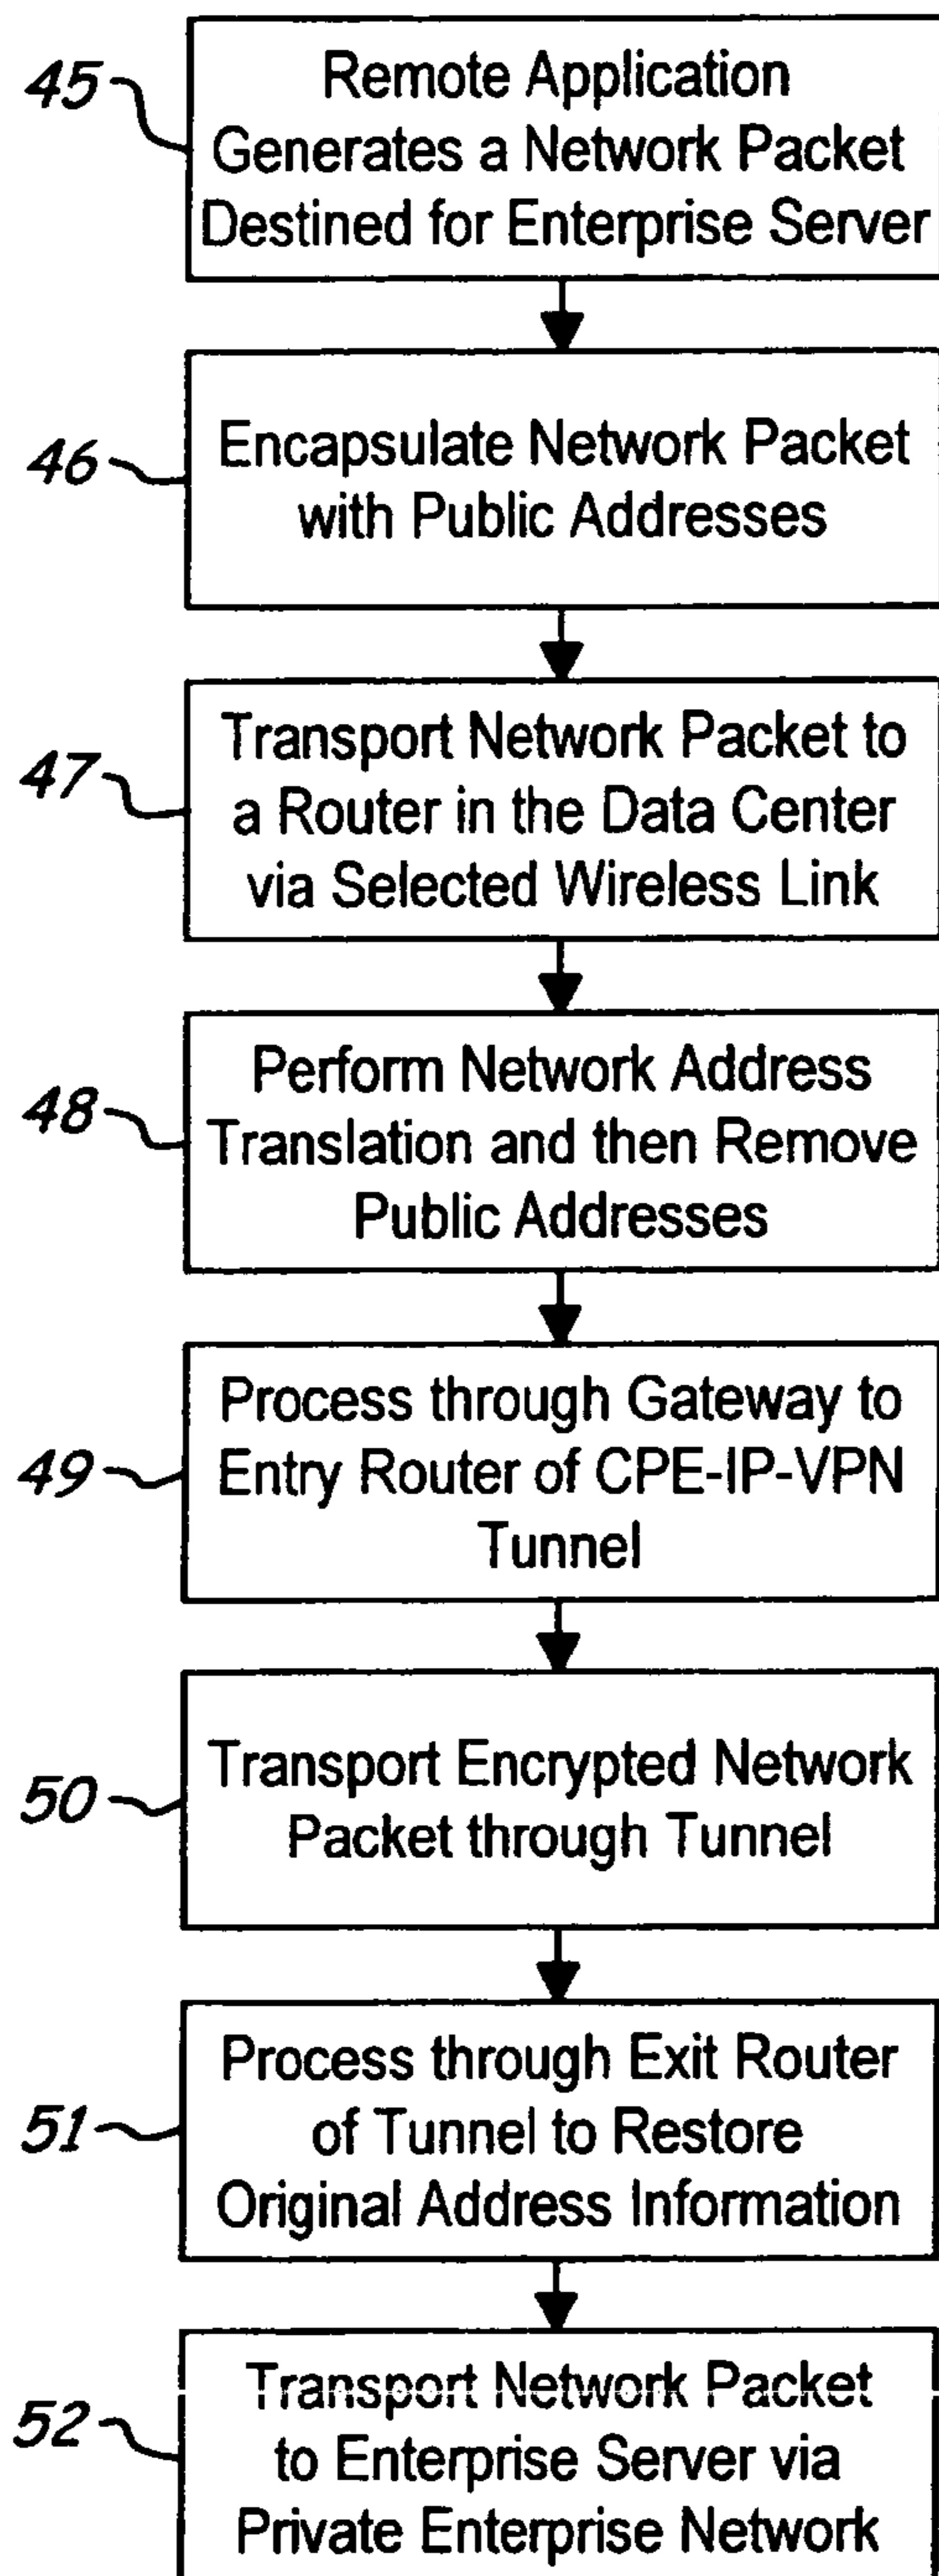 45
Remote Application
Generates a Network Packet
Destined for Enterprise Server
46
Encapsulate Network Packet
with Public Addresses
47
Transport Network Packet to
a Router in the Data Center
via Selected Wireless Link
48
Perform Network Address
Translation and then Remove
Public Addresses
49
Process through Gateway to
Entry Router of CPE-IP-VPN
Tunnel
50
Transport Encrypted Network
Packet through Tunnel
51
Process through Exit Router
of Tunnel to Restore
Original Address Information
52
Transport Network Packet
to Enterprise Server via
Private Enterprise Network